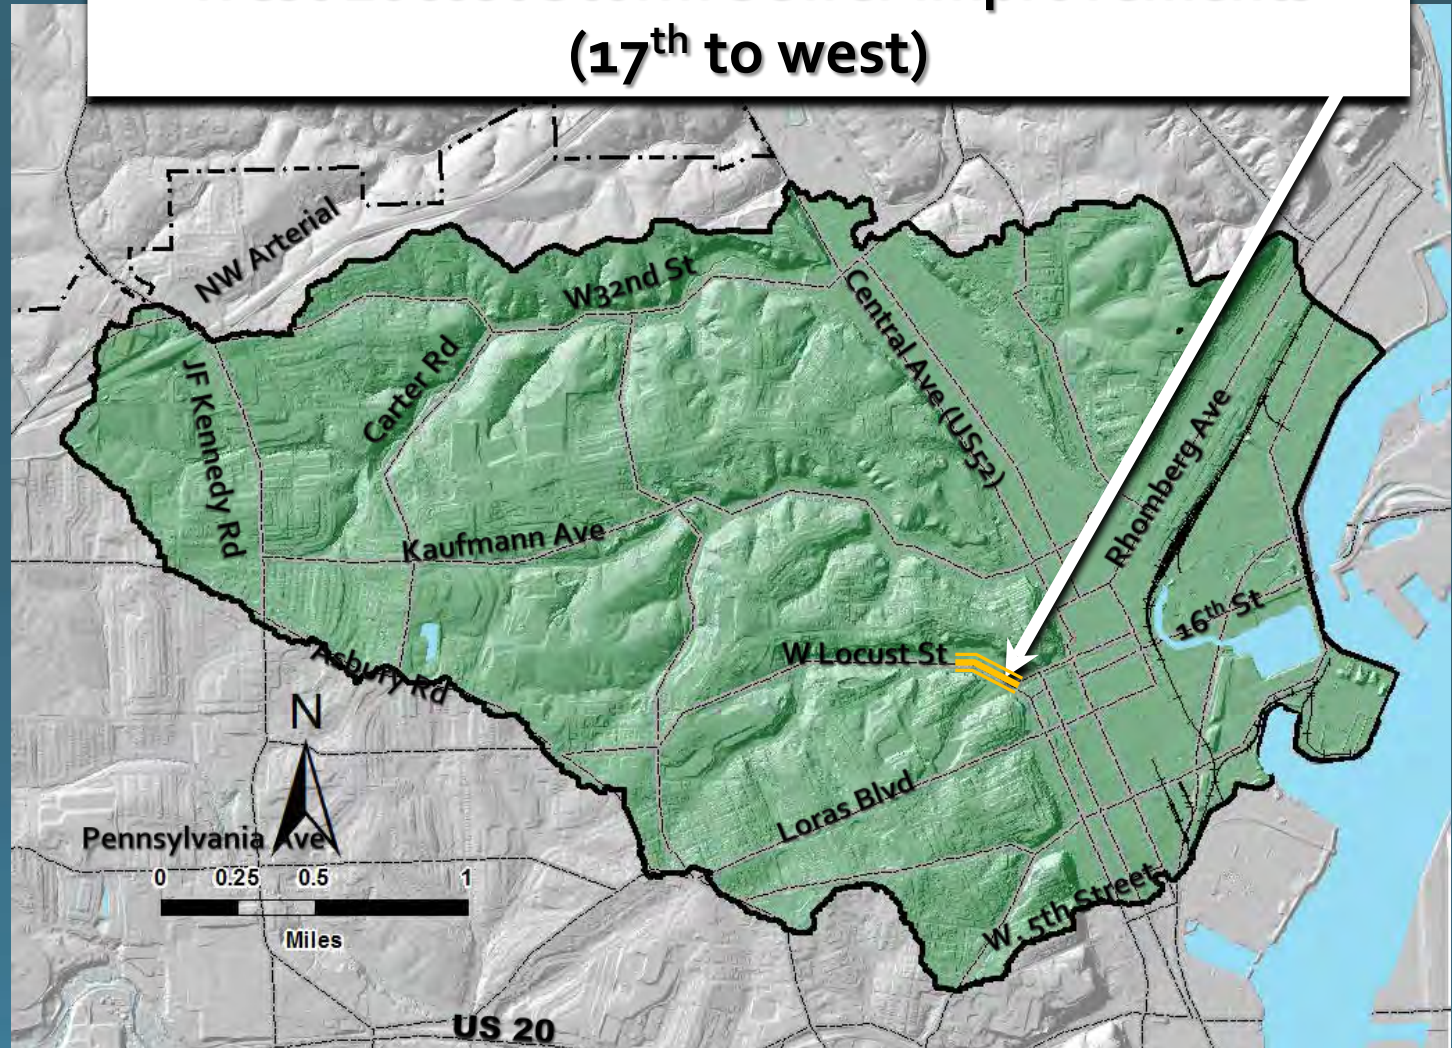 (17th to west)
NW Arterial
W32nd St
Central Ave (US52)
JF Kennedy Rd
Carter Rd
Rhomberg Ave
Kaufmann Ave
16th St
W Locust St
Asbury Rd
N
Loras Blvd
Pennsylvania Ave
0 0.25 0.5 1
Miles
W 5th Street
US 20